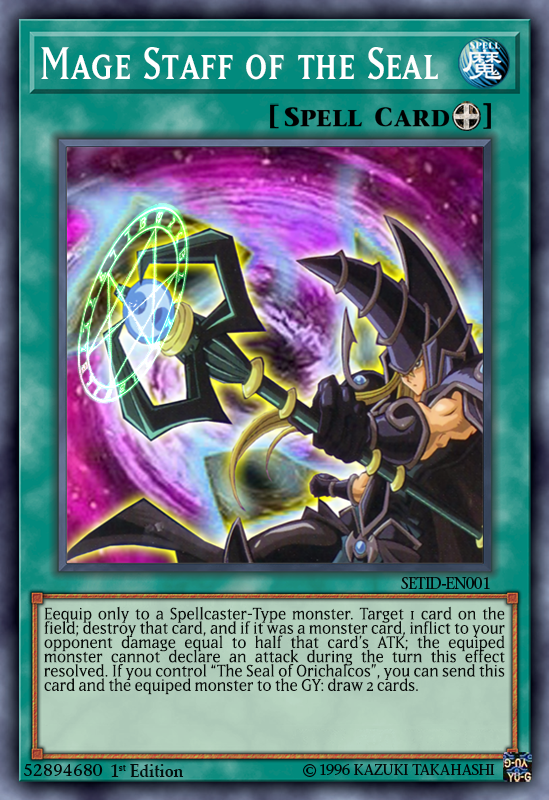 MAGE STAFF OF THE SEAL
SPELL
魔
[SPELL CARD]
SETID-EN001
Eequip only to a Spellcaster-Type monster. Target 1 card on the
field; destroy that card, and if it was a monster card, inflict to your
opponent damage equal to half that card's ATK; the equiped
monster cannot declare an attack during the turn this effect
resolved. If you control "The Seal of Orichalcos", you can send this
card and the equiped monster to the GY: draw 2 cards.
52894680 1st Edition © 1996 KAZUKI TAKAHASHI
YU-G
YU-G